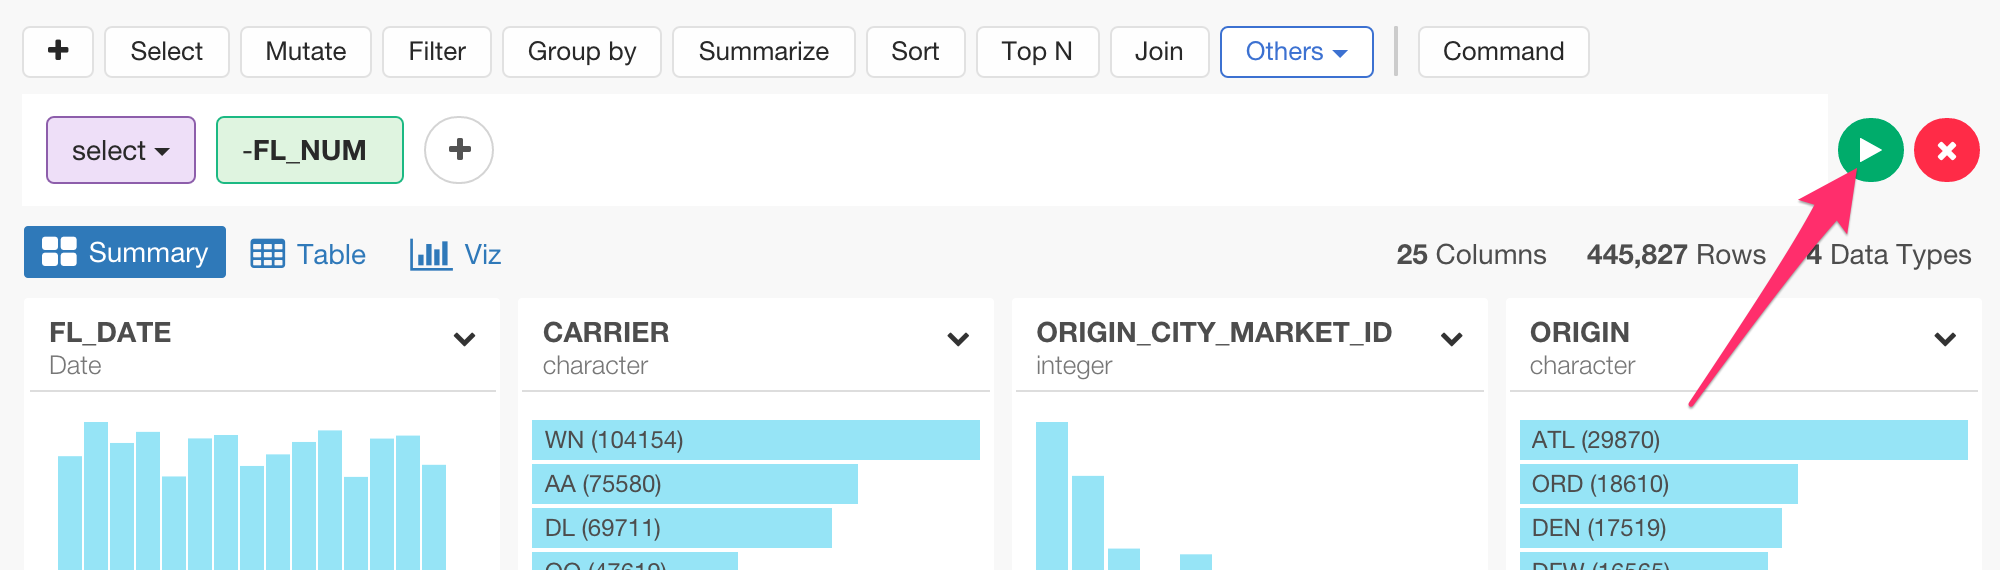 + Select Mutate Filter Group by Summarize Sort Top N Join Others Command
select -FL_NUM +
Summary Table Viz 25 Columns 445,827 Rows 4 Data Types
FL_DATE CARRIER ORIGIN_CITY_MARKET_ID ORIGIN
Date character integer character
WN (104154) ATL (29870)
AA (75580) ORD (18610)
DL (69711) DEN (17519)